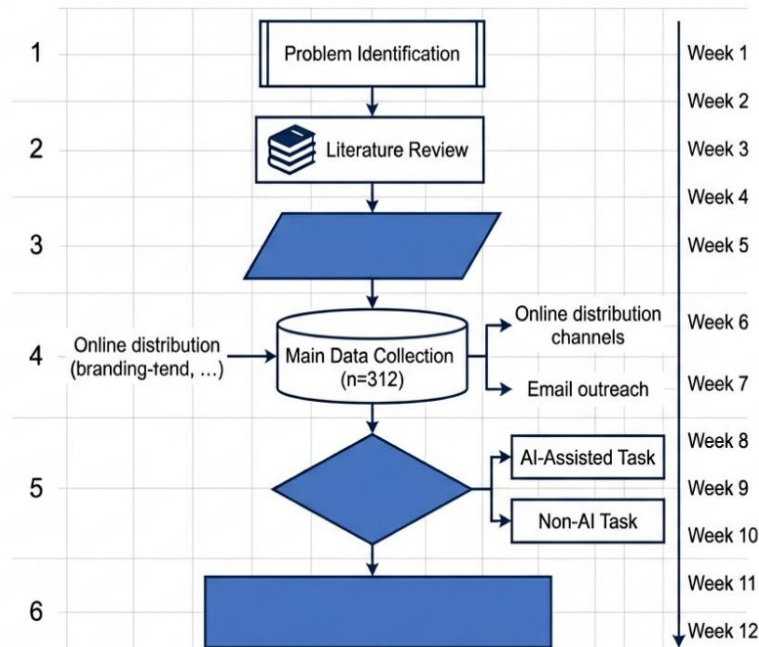 1
Problem Identification
Week 1
Week 2
2
Literature Review
Week 3
Week 4
3
Week 5
Online distribution
channels
Week 6
Online distribution
(branding-tend, ...)
4
Main Data Collection
(n=312)
Email outreach
Week 7
Week 8
AI-Assisted Task
5
Week 9
Non-AI Task
Week 10
Week 11
6
Week 12